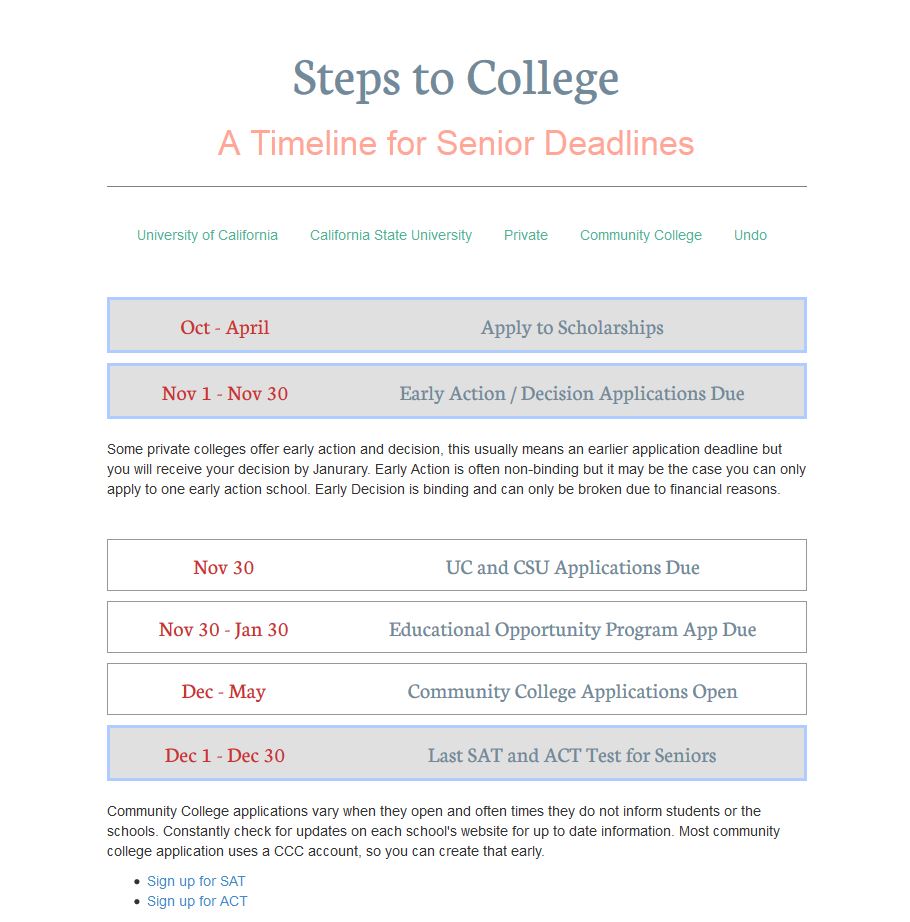 Steps to College
A Timeline for Senior Deadlines
University of California California State University Private Community College Undo
Oct - April Apply to Scholarships
Nov 1 - Nov 30 Early Action / Decision Applications Due
Some private colleges offer early action and decision, this usually means an earlier application deadline but
you will receive your decision by Janurary. Early Action is often non-binding but it may be the case you can only
apply to one early action school. Early Decision is binding and can only be broken due to financial reasons.
Nov 30 UC and CSU Applications Due
Nov 30 - Jan 30 Educational Opportunity Program App Due
Dec - May Community College Applications Open
Dec 1 - Dec 30 Last SAT and ACT Test for Seniors
Community College applications vary when they open and often times they do not inform students or the
schools. Constantly check for updates on each school's website for up to date information. Most community
college application uses a CCC account, so you can create that early.
• Sign up for SAT
• Sign up for ACT